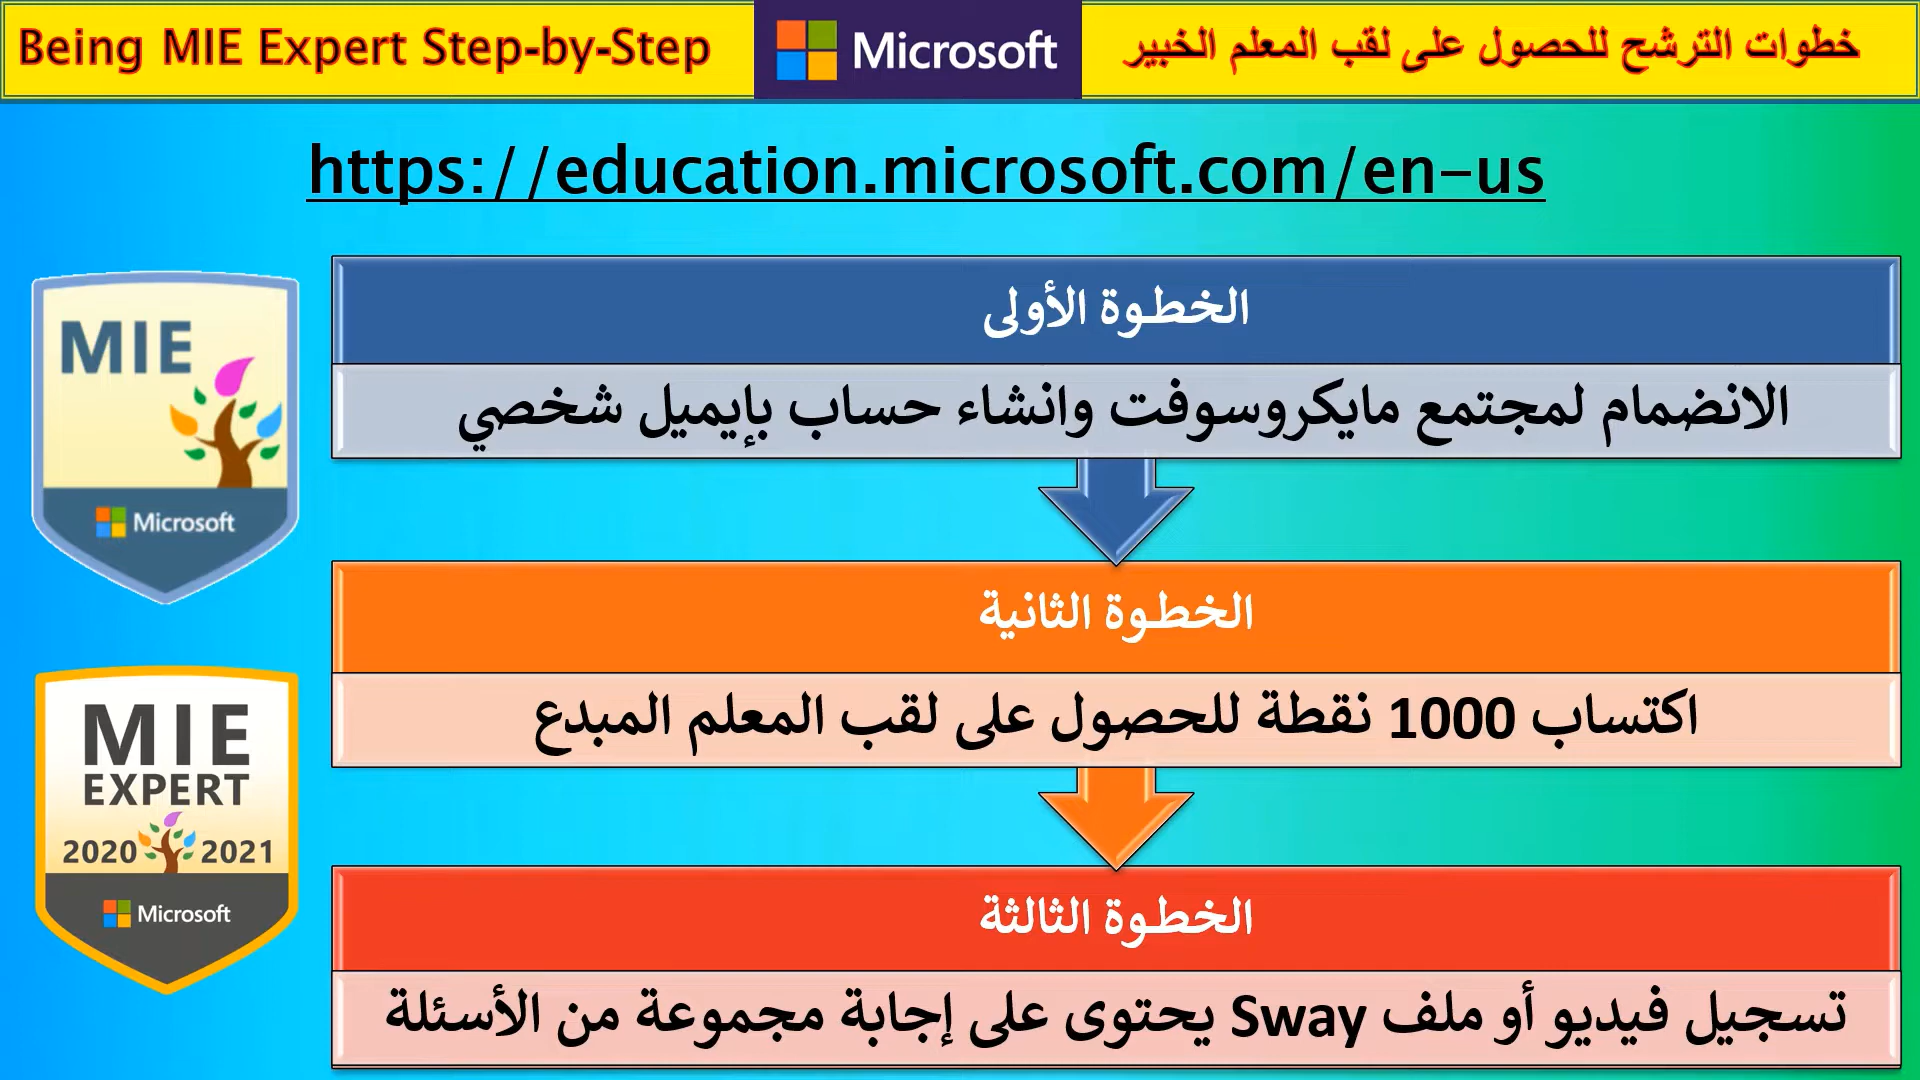 Being MIE Expert Step-by-Step
Microsoft
خطوات الترشح للحصول على لقب المعلم الخبير
https://education.microsoft.com/en-us
الخطوة الأولى
الانضمام لمجتمع مايكروسوفت وانشاء حساب بإيميل شخصي
MIE
Microsoft
الخطوة الثانية
اكتساب 1000 نقطة للحصول على لقب المعلم المبدع
MIE
EXPERT
2020 2021
Microsoft
الخطوة الثالثة
تسجيل فيديو أو ملف Sway يحتوى على إجابة مجموعة من الأسئلة